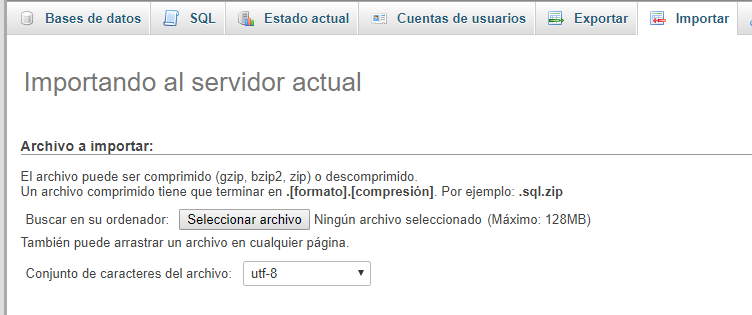 Bases de datos SQL Estado actual Cuentas de usuarios Exportar Importar
Importando al servidor actual
Archivo a importar:
El archivo puede ser comprimido (gzip, bzip2, zip) o descomprimido.
Un archivo comprimido tiene que terminar en .[formato].[compresión]. Por ejemplo: .sql.zip
Buscar en su ordenador: Seleccionar archivo Ningún archivo seleccionado (Máximo: 128MB)
También puede arrastrar un archivo en cualquier página.
Conjunto de caracteres del archivo: utf-8